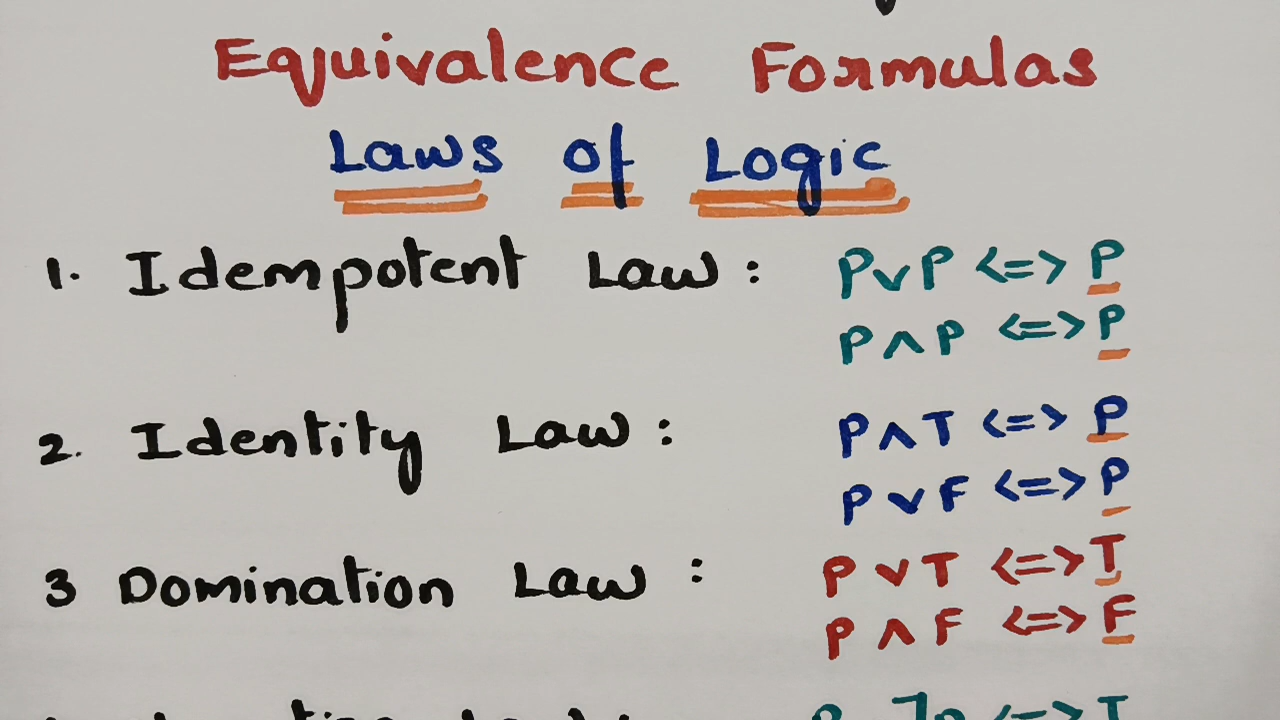 Equivalence Formulas
Laws of Logic
1. Idempotent Law : P∨P <=> P
P∧P <=> P
2. Identity Law : P∧T <=> P
P∨F <=> P
3 Domination Law : P∨T <=> T
P∧F <=> F